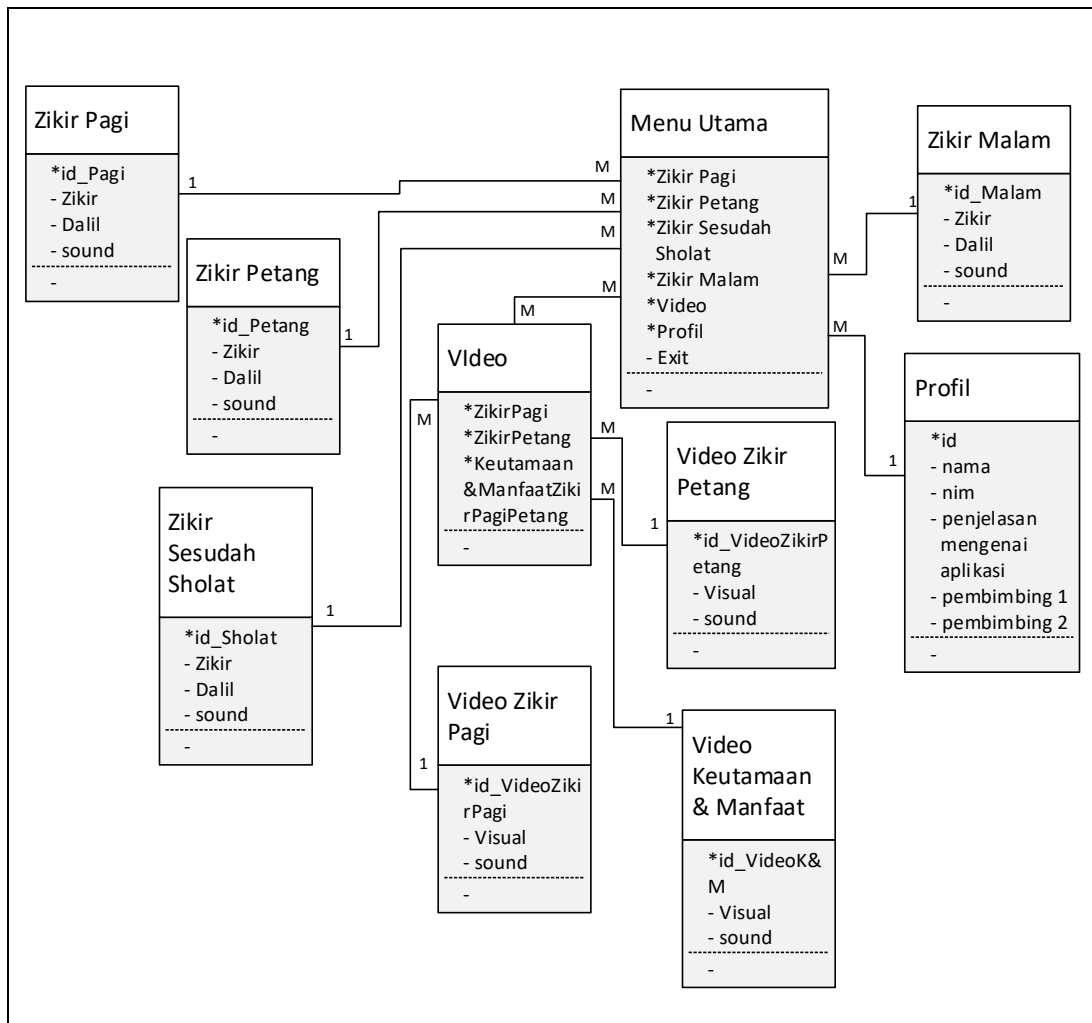 Zikir Pagi
*id_Pagi
- Zikir
- Dalil
- sound
-
1
M
Menu Utama
*Zikir Pagi
*Zikir Petang
*Zikir Sesudah
Sholat
*Zikir Malam
*Video
*Profil
- Exit
-
M
M
M
M
M
M
Zikir Malam
*id_Malam
- Zikir
- Dalil
- sound
-
1
Zikir Petang
*id_Petang
- Zikir
- Dalil
- sound
-
1
VIdeo
*ZikirPagi
*ZikirPetang
*Keutamaan
&ManfaatZiki
rPagiPetang
-
M
M
M
Profil
*id
- nama
- nim
- penjelasan
mengenai
aplikasi
- pembimbing 1
- pembimbing 2
-
1
Video Zikir
Petang
*id_VideoZikirP
etang
- Visual
- sound
-
1
Zikir
Sesudah
Sholat
*id_Sholat
- Zikir
- Dalil
- sound
-
1
Video Zikir
Pagi
*id_VideoZiki
rPagi
- Visual
- sound
-
1
Video
Keutamaan
& Manfaat
*id_VideoK&
M
- Visual
- sound
-
1